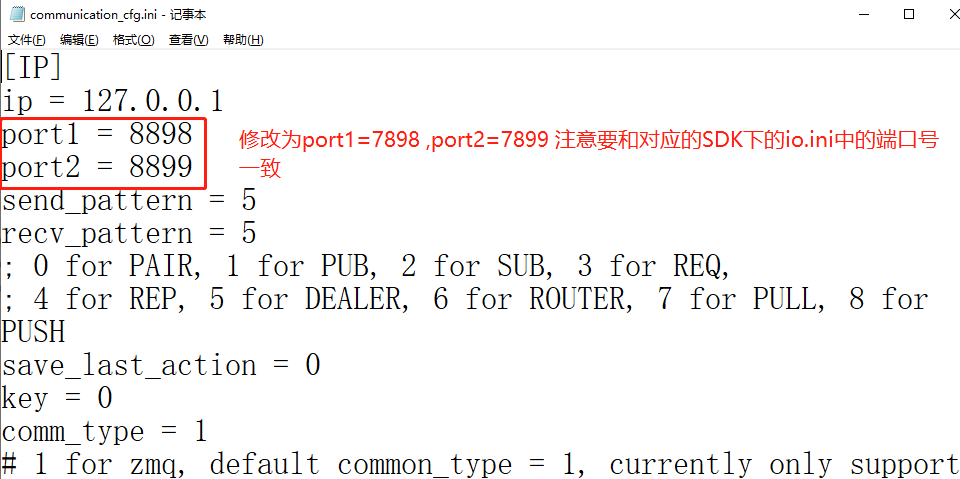 communication_cfg.ini - 记事本
文件(F) 编辑(E) 格式(O) 查看(V) 帮助(H)
[IP]
ip = 127.0.0.1
port1 = 8898
port2 = 8899
修改为port1=7898 ,port2=7899 注意要和对应的SDK下的io.ini中的端口号
一致
send_pattern = 5
recv_pattern = 5
; 0 for PAIR, 1 for PUB, 2 for SUB, 3 for REQ,
; 4 for REP, 5 for DEALER, 6 for ROUTER, 7 for PULL, 8 for
PUSH
save_last_action = 0
key = 0
comm_type = 1
# 1 for zmq, default common_type = 1, currently only support